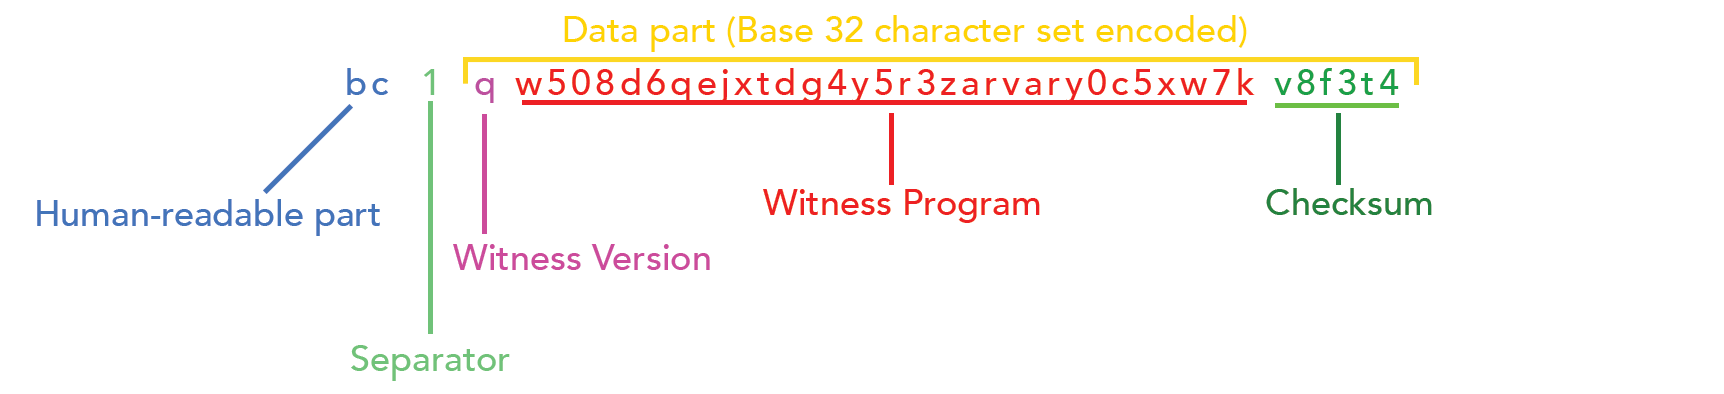 Data part (Base 32 character set encoded)
bc 1 q w508d6qejxtdg4y5r3zarvary0c5xw7k v8f3t4
Witness Program
Checksum
Human-readable part
Witness Version
Separator